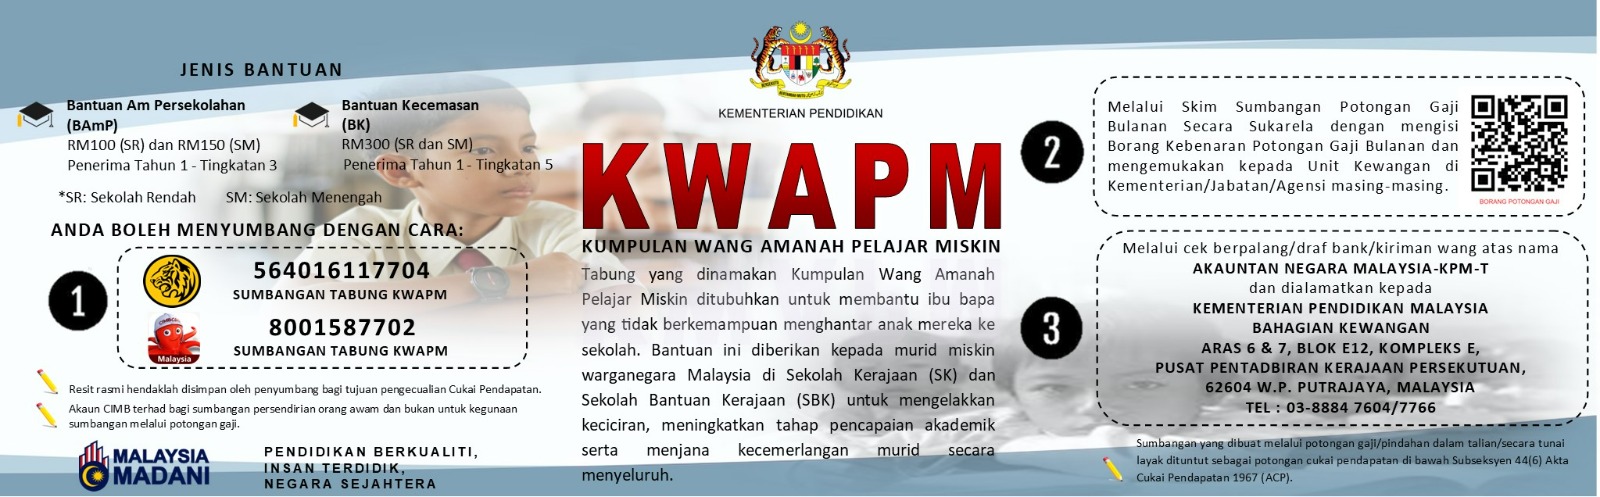 JENIS BANTUAN
Bantuan Am Persekolahan
(BAmP)
RM100 (SR) dan RM150 (SM)
Penerima Tahun 1 - Tingkatan 3
Bantuan Kecemasan
(BK)
RM300 (SR dan SM)
Penerima Tahun 1 - Tingkatan 5
*SR: Sekolah Rendah SM: Sekolah Menengah
ANDA BOLEH MENYUMBANG DENGAN CARA:
1
564016117704
SUMBANGAN TABUNG KWAPM
8001587702
SUMBANGAN TABUNG KWAPM
Malaysia
Resit rasmi hendaklah disimpan oleh penyumbang bagi tujuan pengecualian Cukai Pendapatan.
Akaun CIMB terhad bagi sumbangan persendirian orang awam dan bukan untuk kegunaan
sumbangan melalui potongan gaji.
MALAYSIA
MADANI
PENDIDIKAN BERKUALITI,
INSAN TERDIDIK,
NEGARA SEJAHTERA
KEMENTERIAN PENDIDIKAN
KWAPM
KUMPULAN WANG AMANAH PELAJAR MISKIN
Tabung yang dinamakan Kumpulan Wang Amanah
Pelajar Miskin ditubuhkan untuk membantu ibu bapa
yang tidak berkemampuan menghantar anak mereka ke
sekolah. Bantuan ini diberikan kepada murid miskin
warganegara Malaysia di Sekolah Kerajaan (SK) dan
Sekolah Bantuan Kerajaan (SBK) untuk mengelakkan
keciciran, meningkatkan tahap pencapaian akademik
serta menjana kecemerlangan murid secara
menyeluruh.
2
Melalui Skim Sumbangan Potongan Gaji
Bulanan Secara Sukarela dengan mengisi
Borang Kebenaran Potongan Gaji Bulanan dan
mengemukakan kepada Unit Kewangan di
Kementerian/Jabatan/Agensi masing-masing.
BORANG POTONGAN GAJI
3
Melalui cek berpalang/draf bank/kiriman wang atas nama
AKAUNTAN NEGARA MALAYSIA-KPM-T
dan dialamatkan kepada
KEMENTERIAN PENDIDIKAN MALAYSIA
BAHAGIAN KEWANGAN
ARAS 6 & 7, BLOK E12, KOMPLEKS E,
PUSAT PENTADBIRAN KERAJAAN PERSEKUTUAN,
62604 W.P. PUTRAJAYA, MALAYSIA
TEL : 03-8884 7604/7766
Sumbangan yang dibuat melalui potongan gaji/pindahan dalam talian/secara tunai
layak dituntut sebagai potongan cukai pendapatan di bawah Subseksyen 44(6) Akta
Cukai Pendapatan 1967 (ACP).